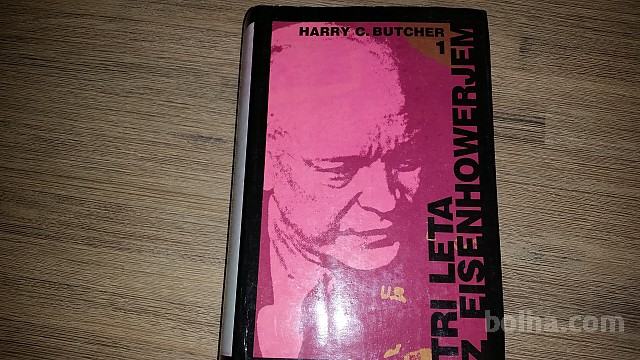 HARRY C. BUTCHER
1
TRI LETA
Z EISENHOWERJEM
bolha.com